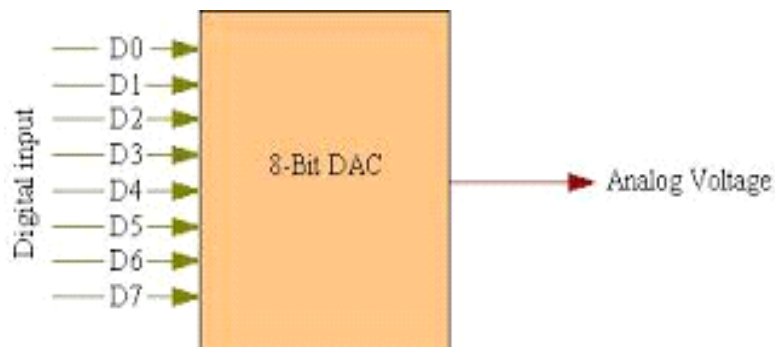 Digital input
D0
D1
D2
D3
D4
D5
D6
D7
8-Bit DAC
Analog Voltage